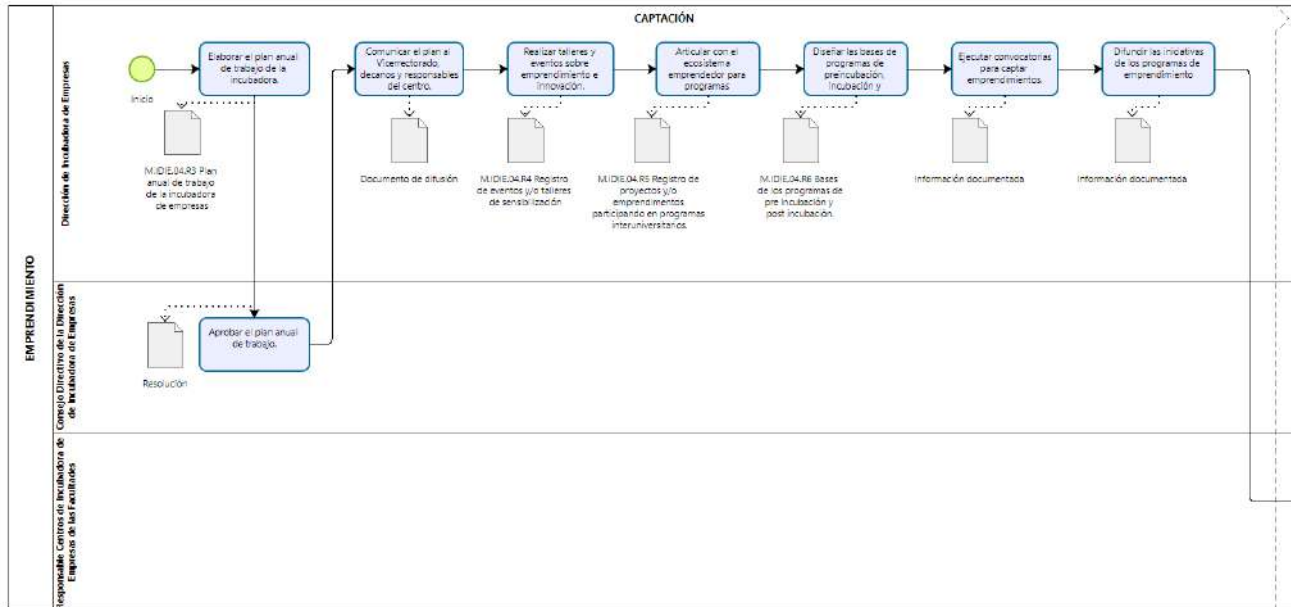 CAPTACIÓN
EMPRENDIMIENTO
Dirección de Incubadora de Empresas
Inicio
Elaborar el plan anual
de trabajo de la
incubadora.
Comunicar el plan al
Vicerrectorado,
decanos y responsables
del centro.
Realizar talleres y
eventos sobre
emprendimiento e
innovación.
Articular con el
ecosistema
emprendedor para
programas
Diseñar las bases de
programas de
preincubación,
incubación y
Ejecutar convocatorias
para captar
emprendimientos.
Difundir las iniciativas
de los programas de
emprendimiento
M.IDIE.04.R3 Plan
anual de trabajo
de la incubadora
de empresas
Documento de difusión
M.IDIE.04.R4 Registro
de eventos y/o talleres
de sensibilización
M.IDIE.04.R5 Registro de
proyectos y/o
emprendimentos
participando en programas
interuniversitarios.
M.IDIE.04.R6 Bases
de los programas de
pre incubación y
post incubación.
Información documentada
Información documentada
Consejo Directivo de la Dirección
de Incubadora de Empresas
Aprobar el plan anual
de trabajo.
Resolución
Responsable Centros de Incubadora de
Empresas de las Facultades